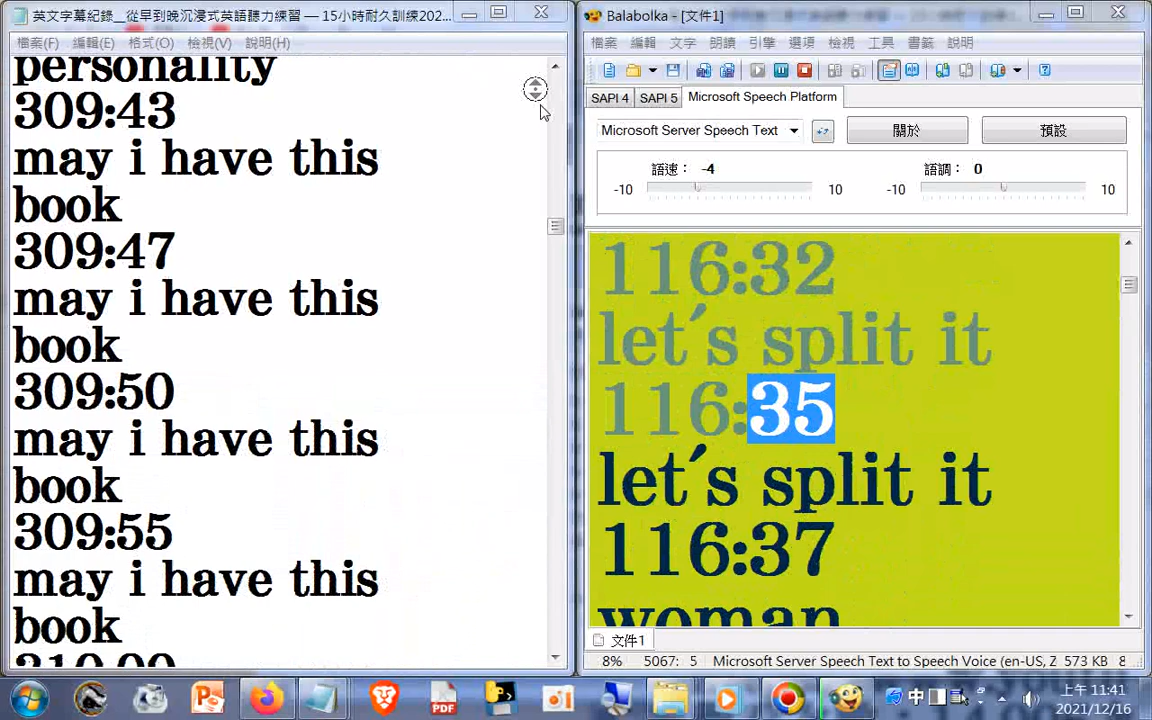 英文字幕紀錄__從早到晚沉浸式英語聽力練習 — 15小時耐久訓練202...
檔案(F) 編輯(E) 格式(O) 檢視(V) 說明(H)
personality
309:43
may i have this
book
309:47
may i have this
book
309:50
may i have this
book
309:55
may i have this
book
310:00
Balabolka - [文件1]
檔案 編輯 文字 朗讀 引擎 選項 檢視 工具 書籤 說明
SAPI 4 SAPI 5 Microsoft Speech Platform
Microsoft Server Speech Text 關於 預設
語速： -4 語調： 0
-10 10 -10 10
116:32
let´s split it
116:35
let´s split it
116:37
woman
文件1
8% 5067: 5 Microsoft Server Speech Text to Speech Voice (en-US, Z 573 KB 8
PDF 中 上午 11:41
2021/12/16